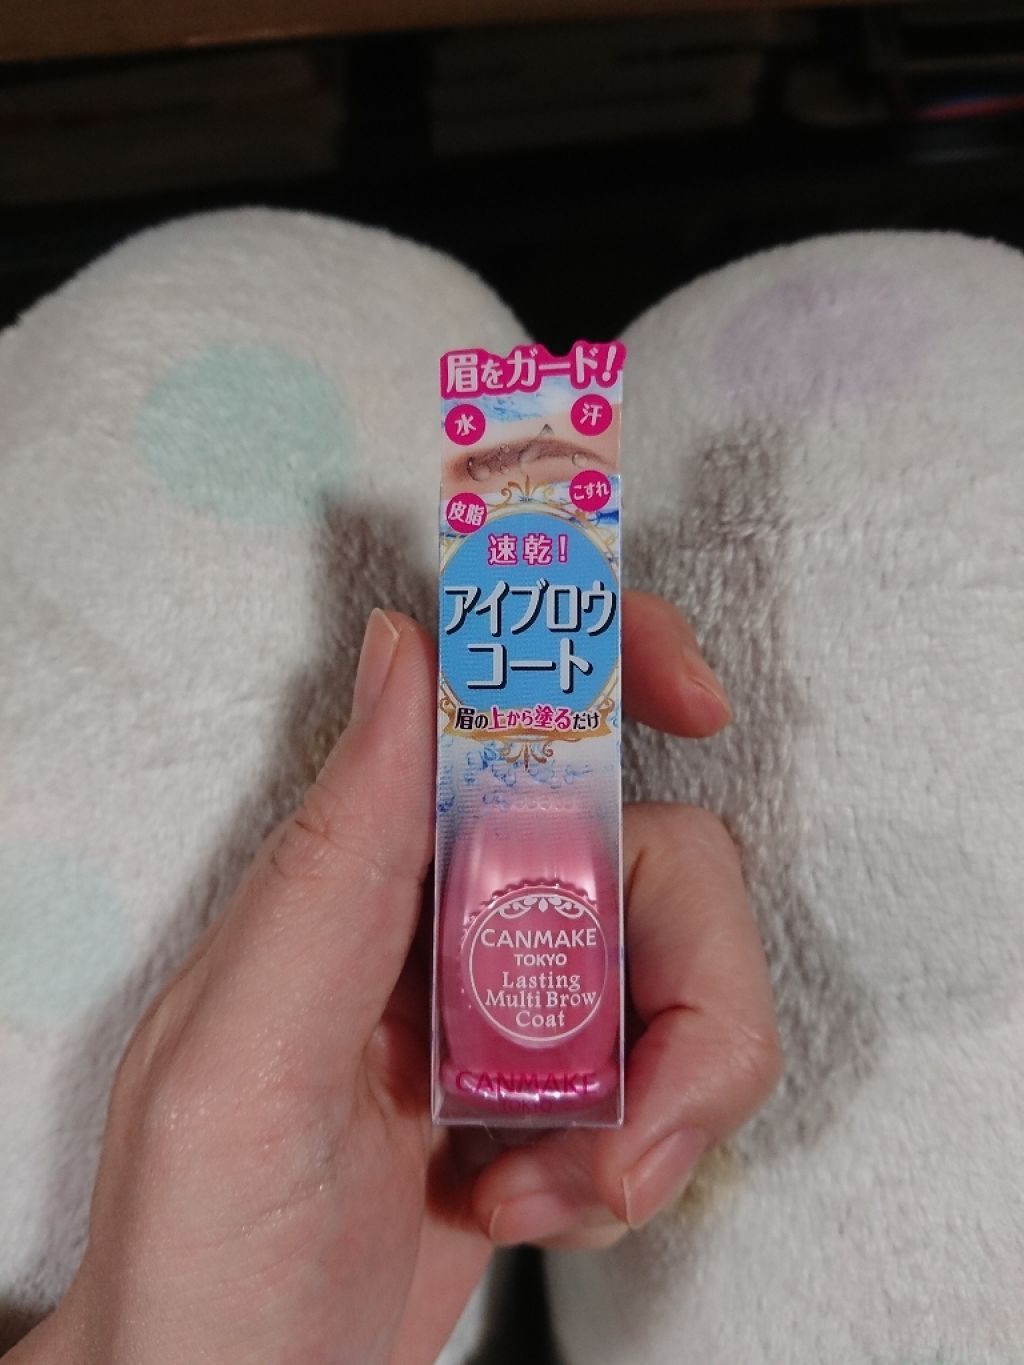 眉をガード!
水
汗
皮脂
こすれ
速乾!
アイブロウ
コート
眉の上から塗るだけ
CANMAKE
TOKYO
Lasting
Multi Brow
Coat
CANMAKE
TOKYO